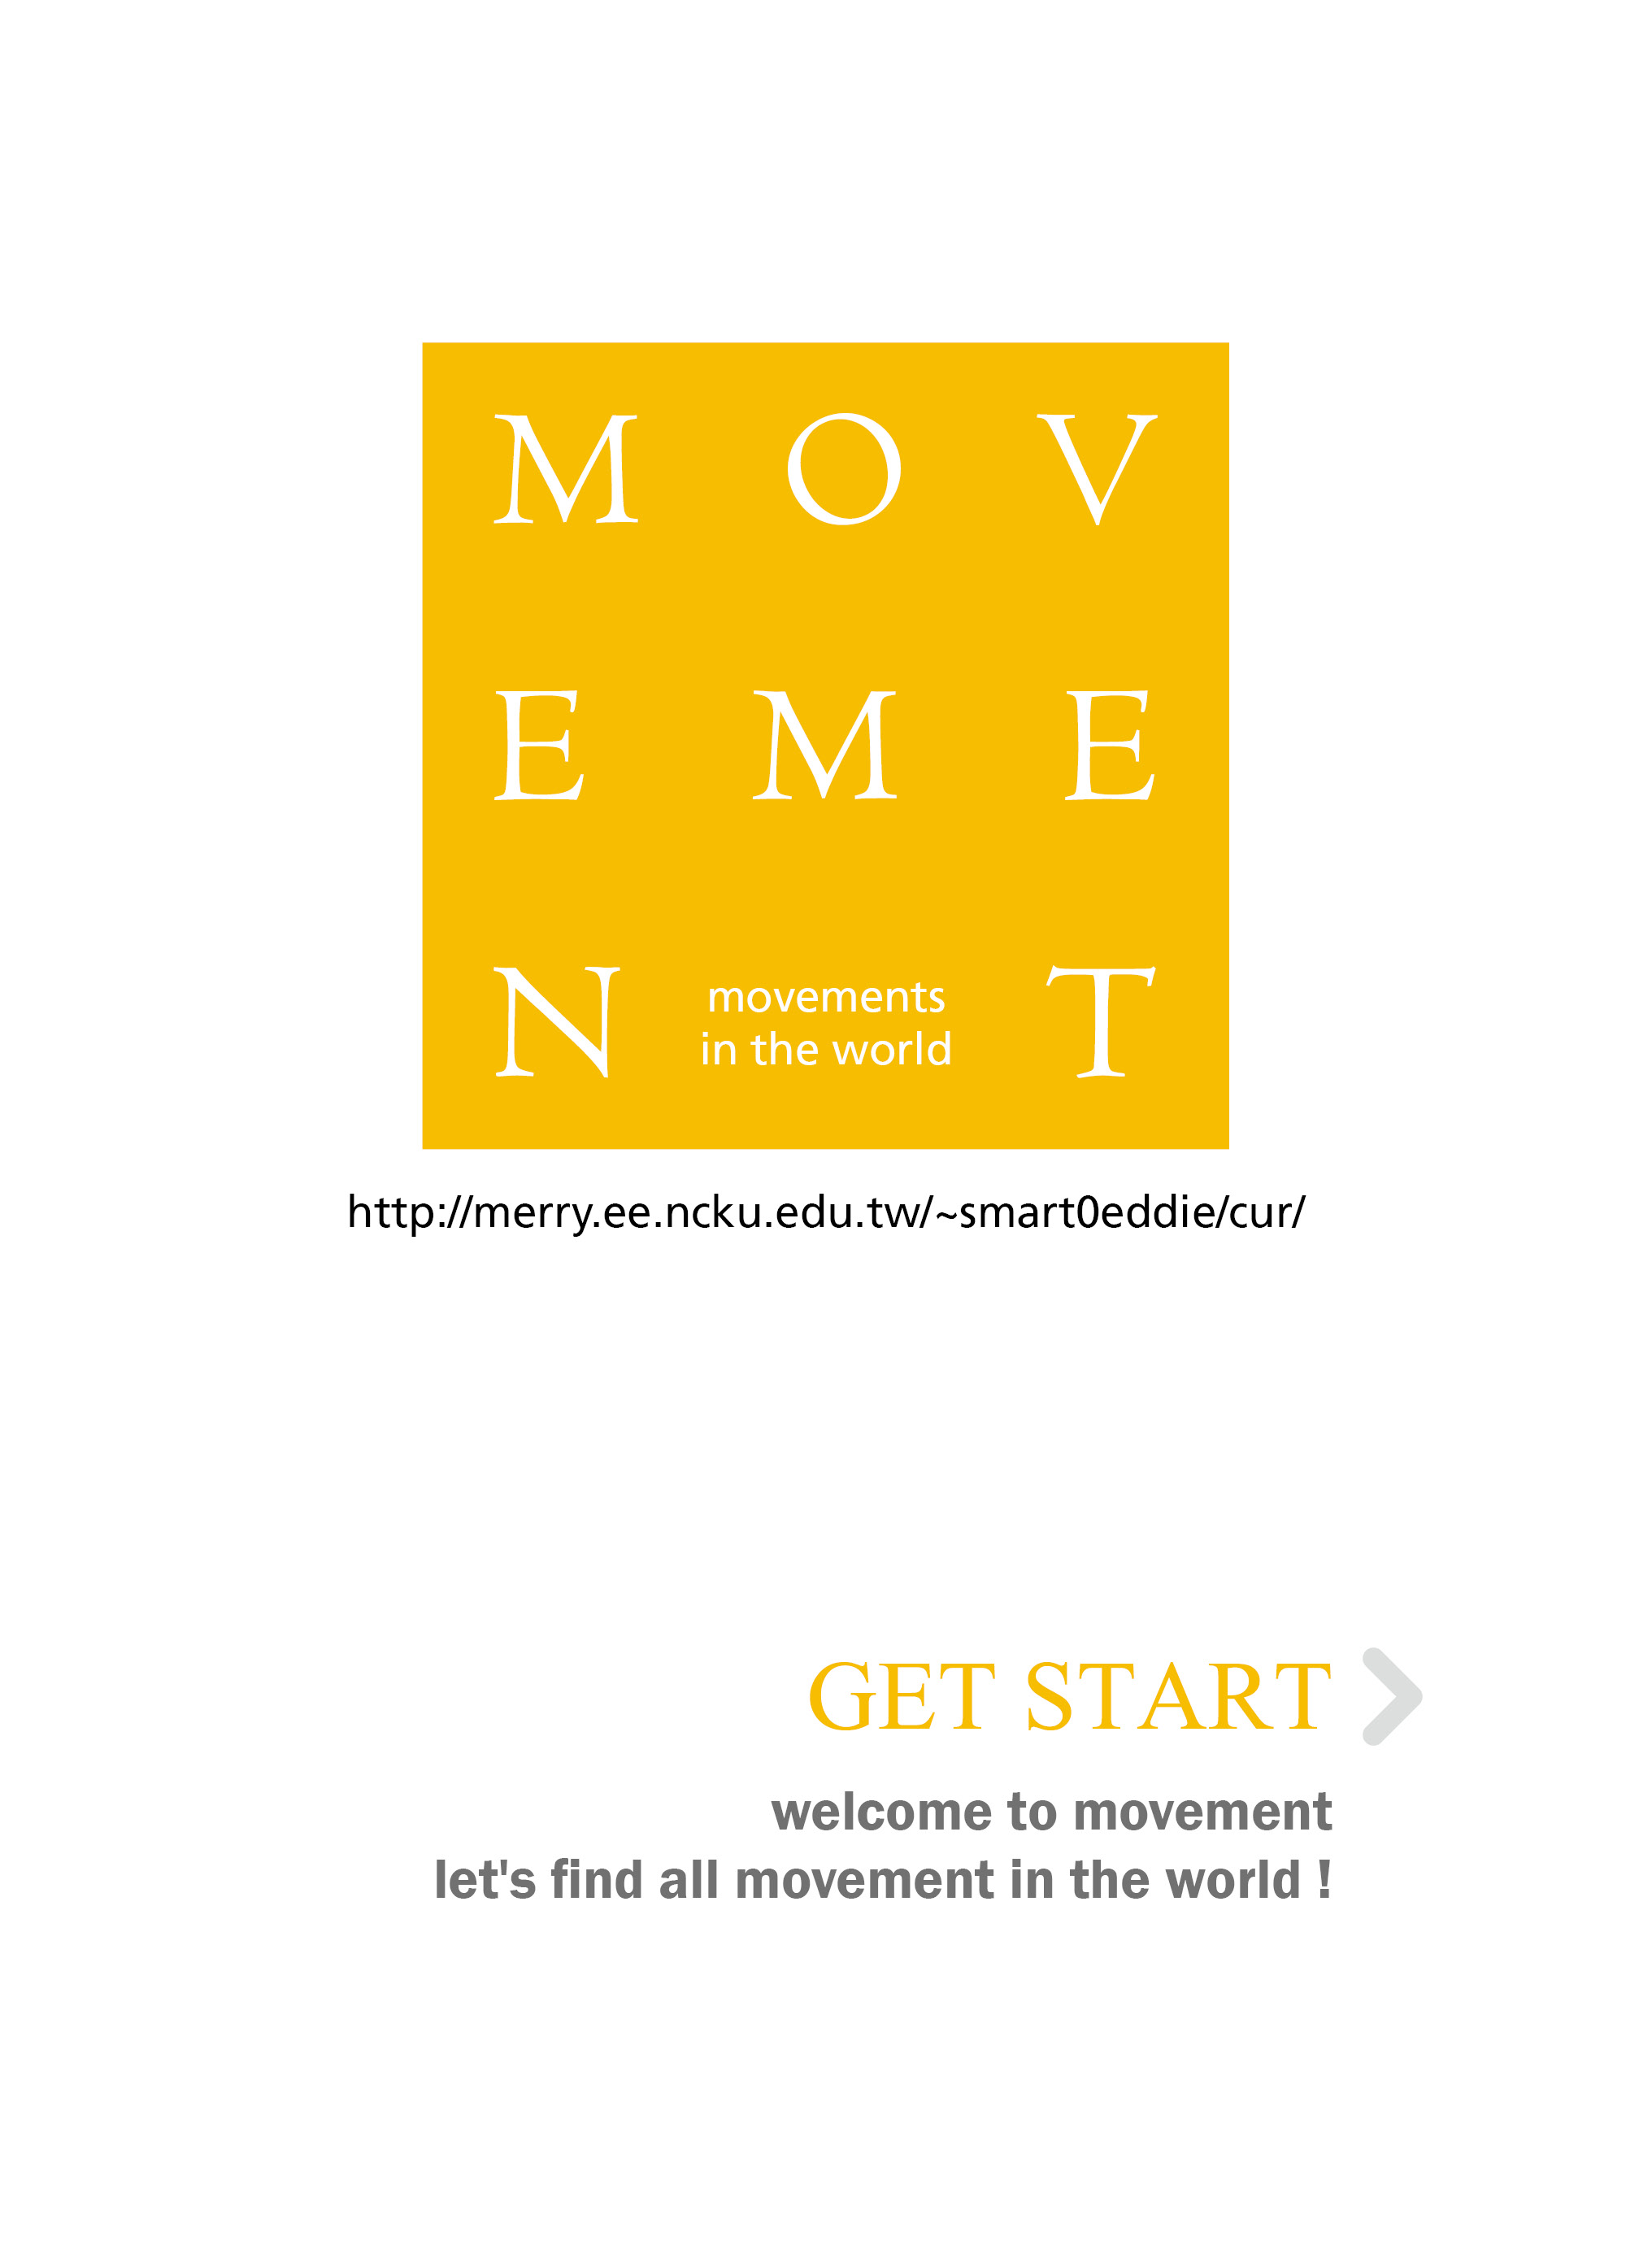 M O V
E M E
N movements T
in the world
http://merry.ee.ncku.edu.tw/~smart0eddie/cur/
GET START
welcome to movement
let's find all movement in the world !